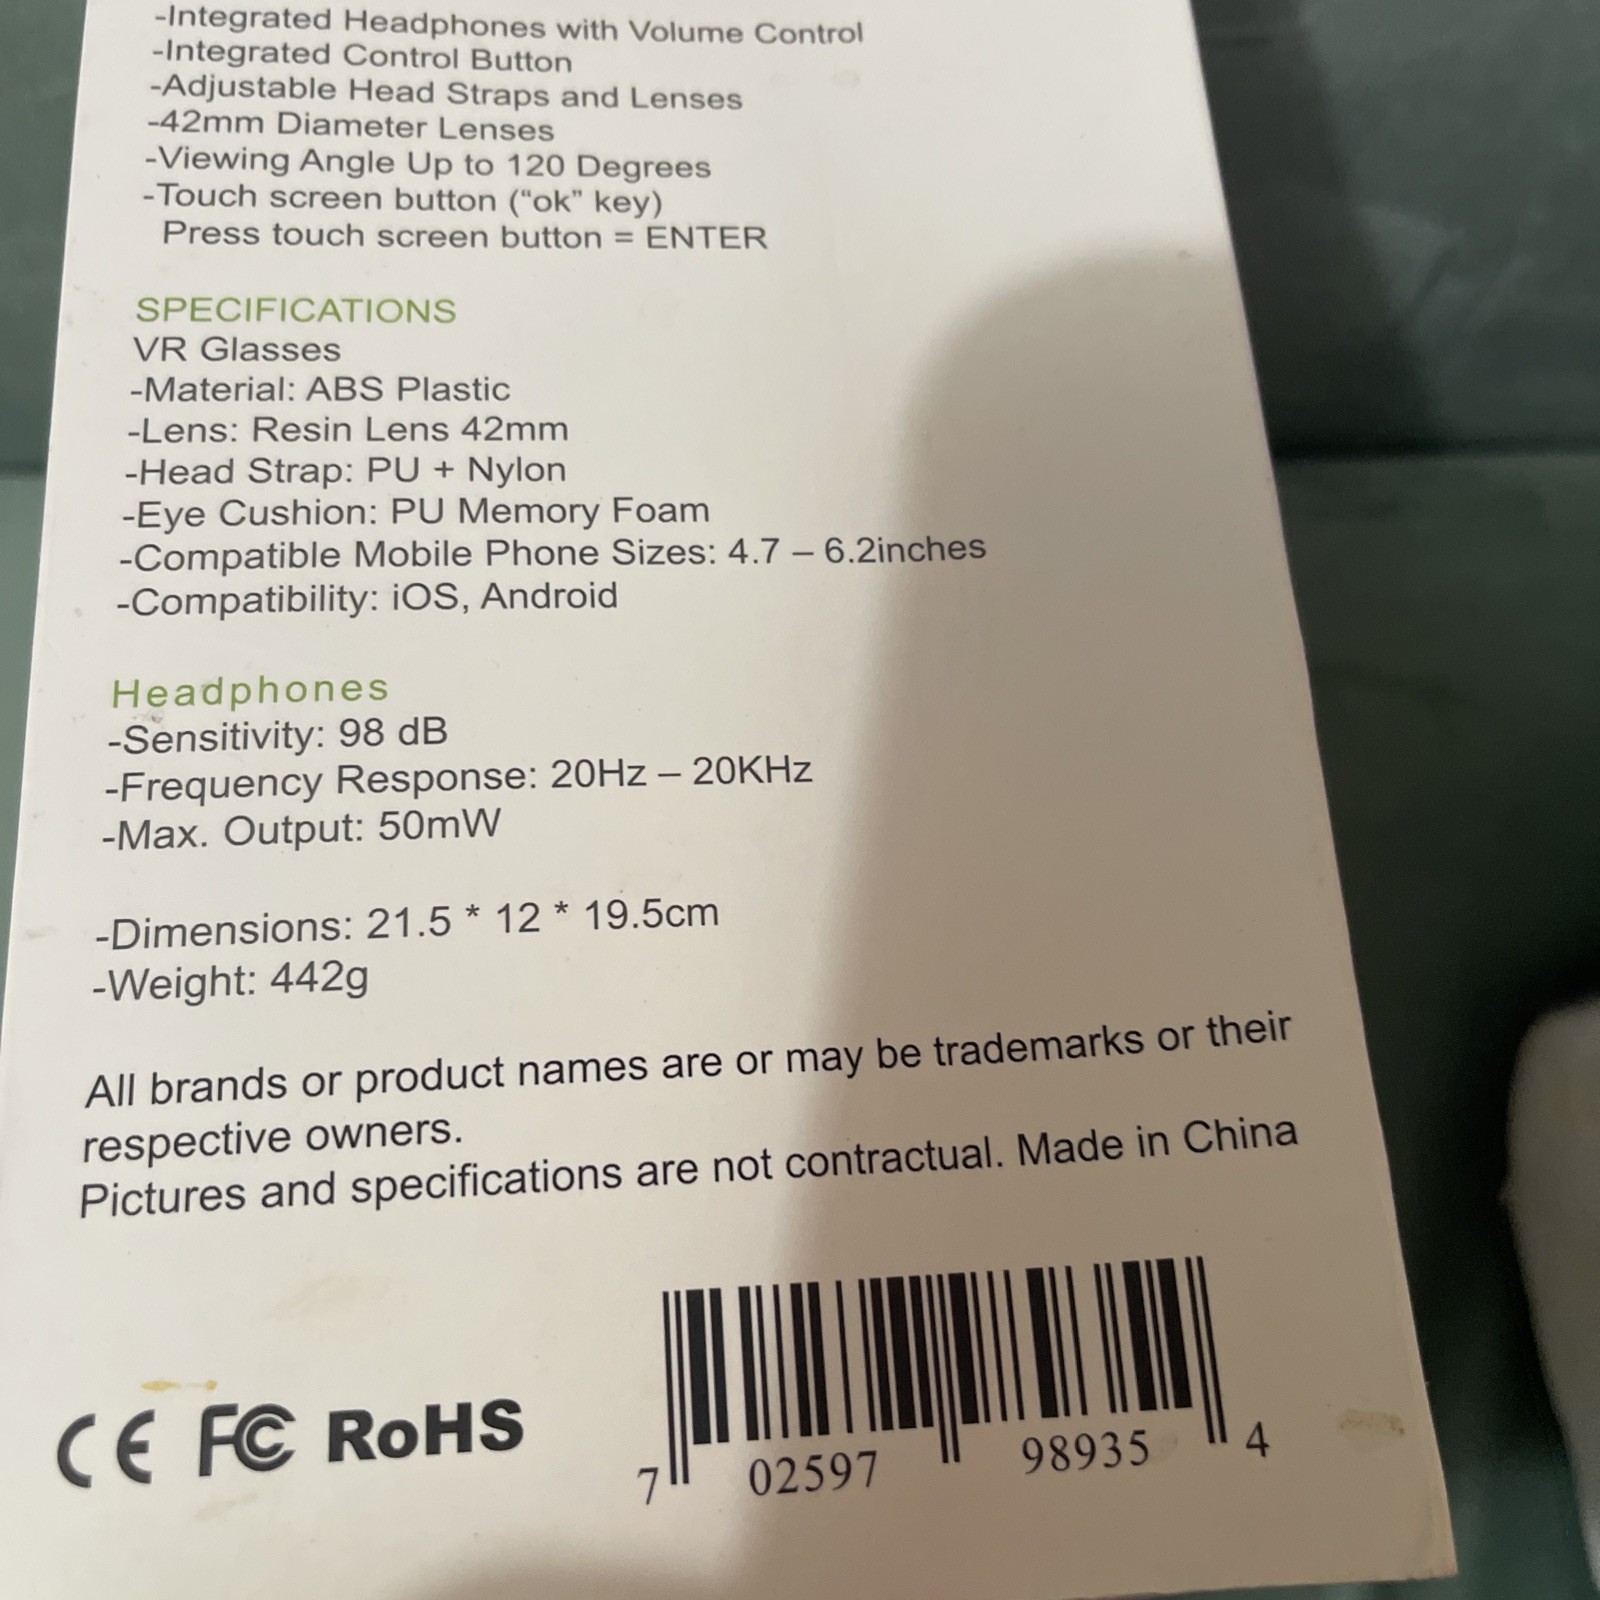 -Integrated Headphones with Volume Control
-Integrated Control Button
-Adjustable Head Straps and Lenses
-42mm Diameter Lenses
-Viewing Angle Up to 120 Degrees
-Touch screen button (“ok” key)
Press touch screen button = ENTER
SPECIFICATIONS
VR Glasses
-Material: ABS Plastic
-Lens: Resin Lens 42mm
-Head Strap: PU + Nylon
-Eye Cushion: PU Memory Foam
-Compatible Mobile Phone Sizes: 4.7 – 6.2inches
-Compatibility: iOS, Android
Headphones
-Sensitivity: 98 dB
-Frequency Response: 20Hz – 20KHz
-Max. Output: 50mW
-Dimensions: 21.5 * 12 * 19.5cm
-Weight: 442g
All brands or product names are or may be trademarks or their
respective owners.
Pictures and specifications are not contractual. Made in China
CE FC RoHS
7 02597 98935 4